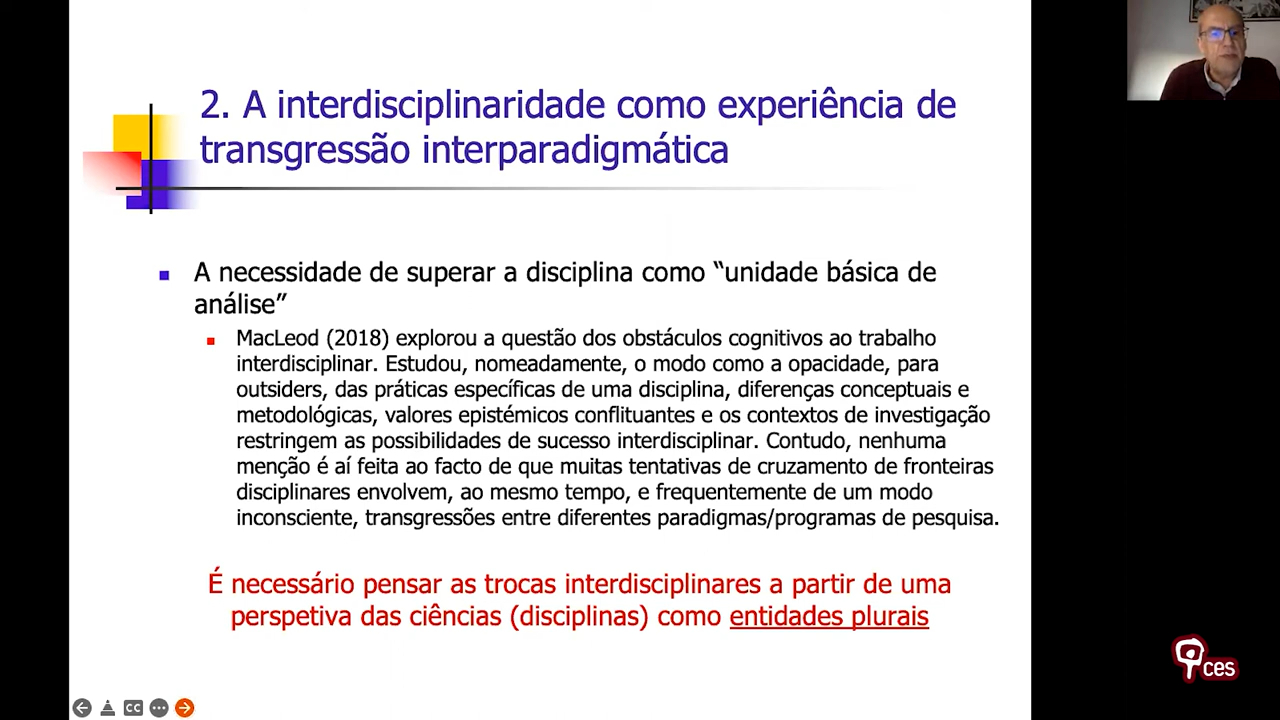 2. A interdisciplinaridade como experiência de
transgressão interparadigmática
A necessidade de superar a disciplina como “unidade básica de
análise”
MacLeod (2018) explorou a questão dos obstáculos cognitivos ao trabalho
interdisciplinar. Estudou, nomeadamente, o modo como a opacidade, para
outsiders, das práticas específicas de uma disciplina, diferenças conceptuais e
metodológicas, valores epistémicos conflituantes e os contextos de investigação
restringem as possibilidades de sucesso interdisciplinar. Contudo, nenhuma
menção é aí feita ao facto de que muitas tentativas de cruzamento de fronteiras
disciplinares envolvem, ao mesmo tempo, e frequentemente de um modo
inconsciente, transgressões entre diferentes paradigmas/programas de pesquisa.
É necessário pensar as trocas interdisciplinares a partir de uma
perspetiva das ciências (disciplinas) como entidades plurais
ces
CC